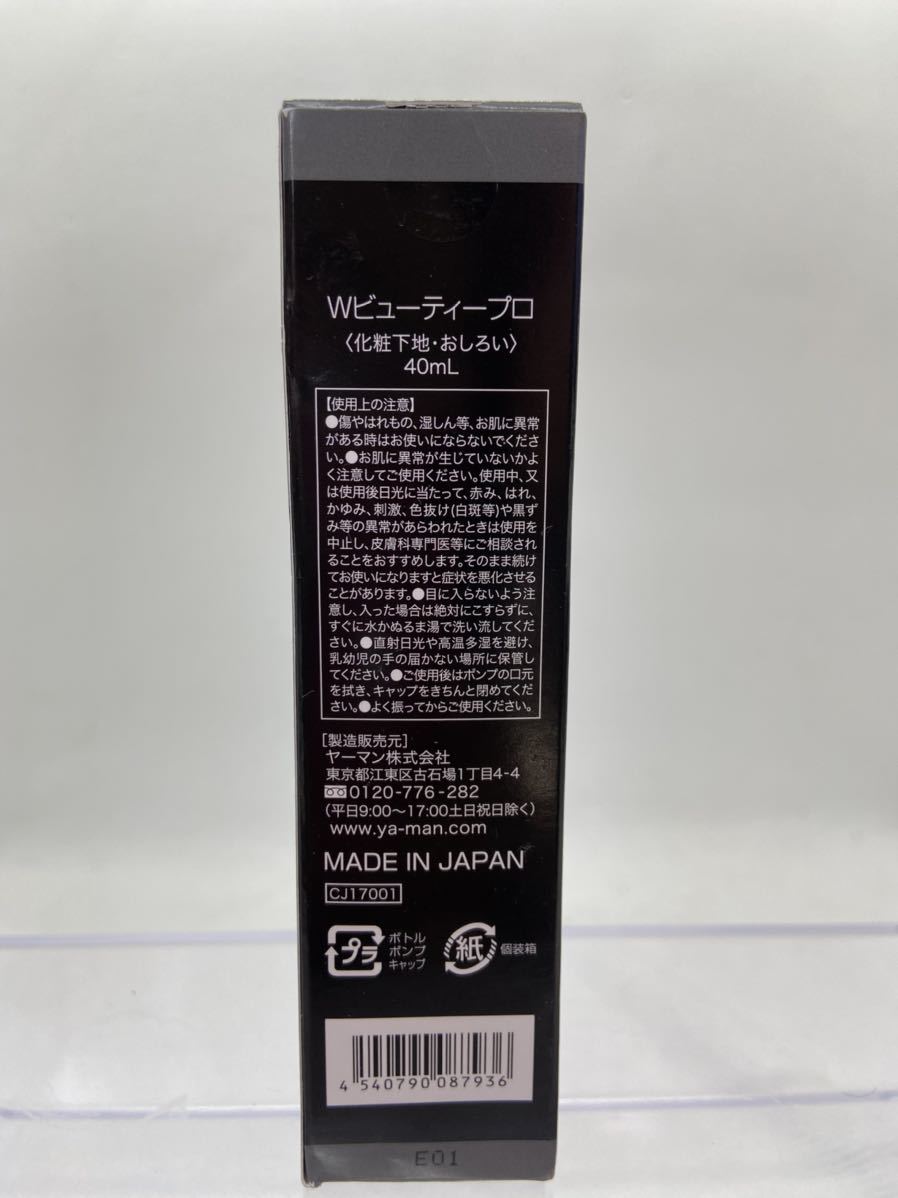 Wビューティープロ
〈化粧下地・おしろい〉
40mL
【使用上の注意】
●傷やはれもの、湿しん等、お肌に異常
がある時はお使いにならないでくださ
い。●お肌に異常が生じていないかよ
く注意してご使用ください。使用中、又
は使用後日光に当たって、赤み、はれ、
かゆみ、刺激、色抜け(白斑等)や黒ず
み等の異常があらわれたときは使用を
中止し、皮膚科専門医等にご相談され
ることをおすすめします。そのまま続け
てお使いになりますと症状を悪化させる
ことがあります。●目に入らないよう注
意し、入った場合は絶対にこすらずに、
すぐに水かぬるま湯で洗い流してくだ
さい。●直射日光や高温多湿を避け、
乳幼児の手の届かない場所に保管し
てください。●ご使用後はポンプの口元
を拭き、キャップをきちんと閉めてくだ
さい。●よく振ってからご使用ください。
［製造販売元］
ヤーマン株式会社
東京都江東区古石場1丁目4-4
0120-776-282
（平日9:00〜17:00土日祝日除く）
www.ya-man.com
MADE IN JAPAN
CJ17001
プラ
ボトル
ポンプ
キャップ
紙
個装箱
4 540790 087936
E01